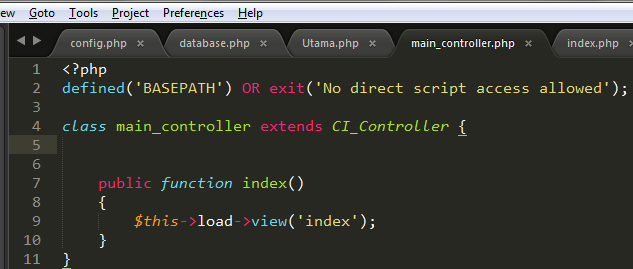 ew Goto Tools Project Preferences Help
config.php × database.php × Utama.php × main_controller.php × index.php ×
1 <?php
2 defined('BASEPATH') OR exit('No direct script access allowed');
3
4 class main_controller extends CI_Controller {
5
6
7 public function index()
8 {
9 $this->load->view('index');
10 }
11 }